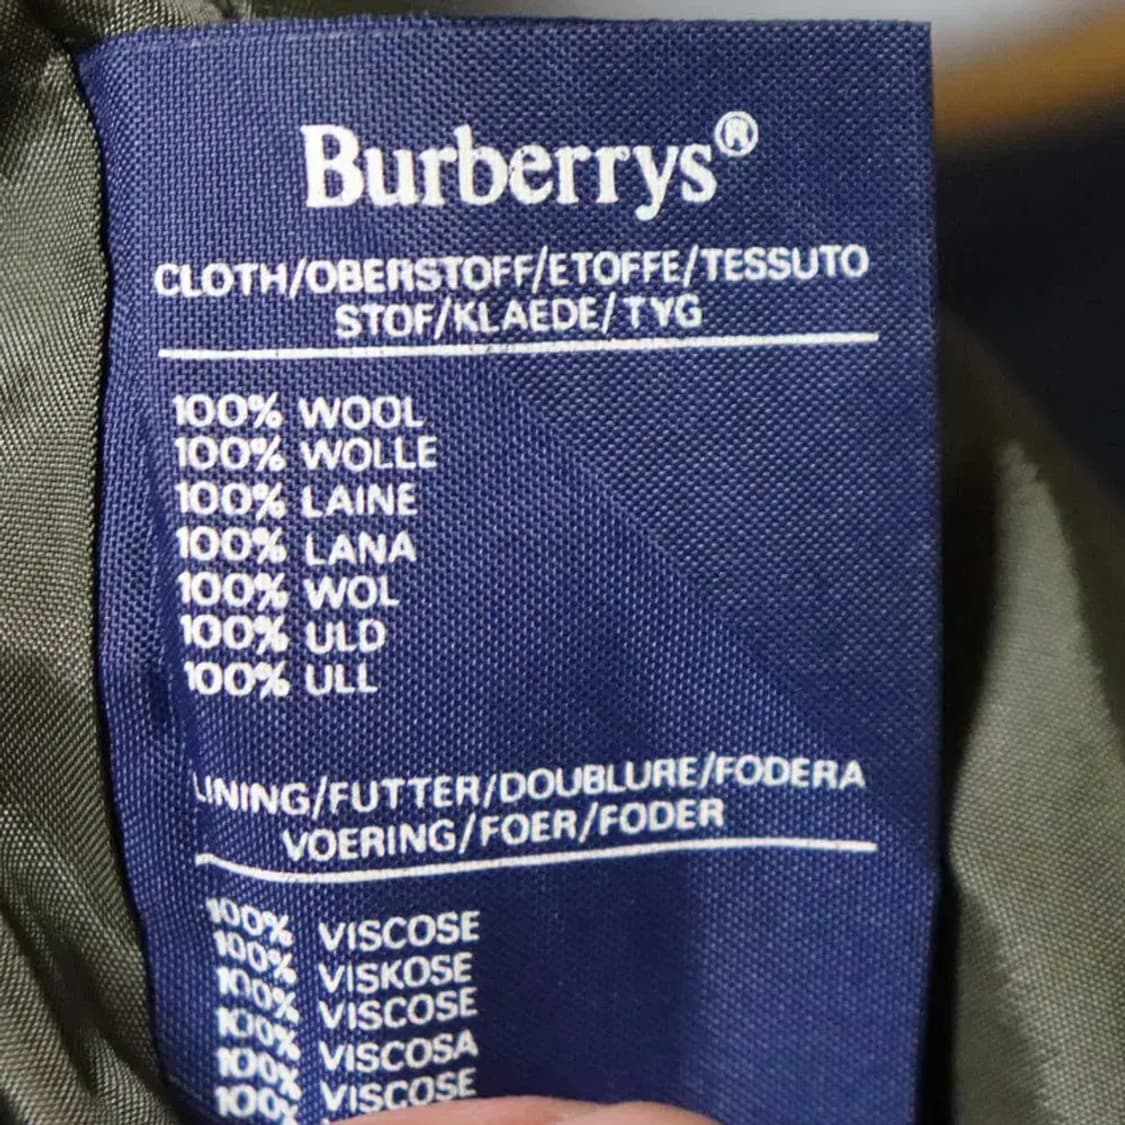 Burberrys®
CLOTH/OBERSTOFF/ETOFFE/TESSUTO
STOF/KLAEDE/TYG
100% WOOL
100% WOLLE
100% LAINE
100% LANA
100% WOL
100% ULD
100% ULL
LINING/FUTTER/DOUBLURE/FODERA
VOERING/FOER/FODER
100% VISCOSE
100% VISKOSE
100% VISCOSE
100% VISCOSA
100% VISCOSE
100%